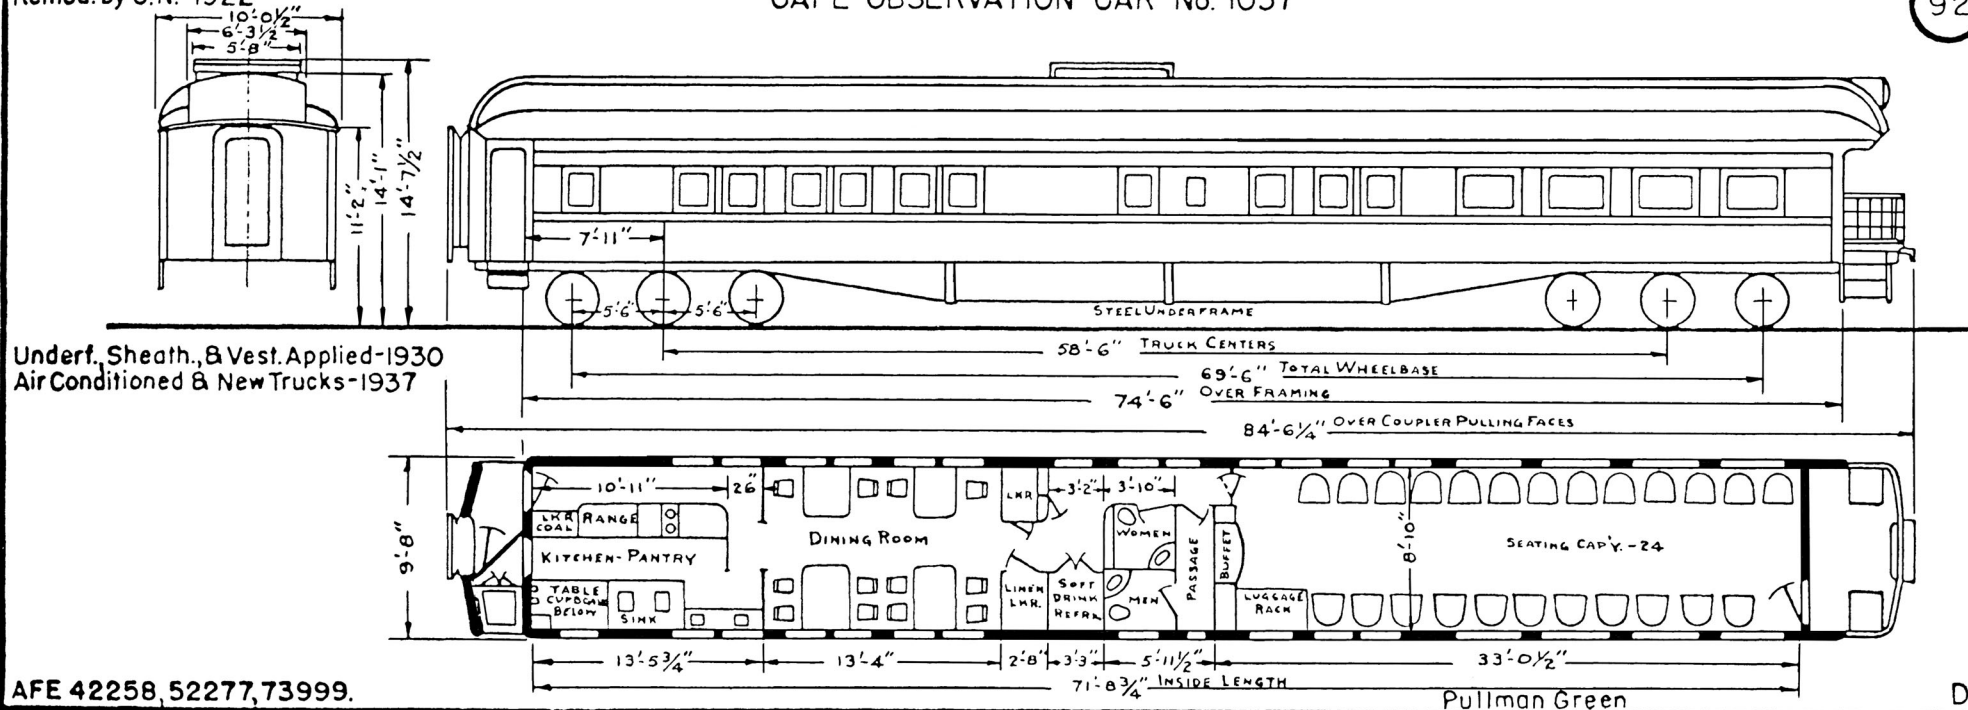 CAFE OBSERVATION CAR No. 1037
92
10'-0½"
6'-3½"
5'-8"
11'-2"
14'-1"
14'-7½"
7'-11"
5'-6"
5'-6"
STEEL UNDERFRAME
58'-6" TRUCK CENTERS
69'-6" TOTAL WHEELBASE
74'-6" OVER FRAMING
84'-6¼" OVER COUPLER PULLING FACES
Underf., Sheath., & Vest. Applied-1930
Air Conditioned & New Trucks-1937
9'-8"
10'-11"
26"
LKR
COAL
RANGE
KITCHEN-PANTRY
TABLE
CUPBOARD
BELOW
SINK
DINING ROOM
LKR
3'-2"
3'-10"
LINEN
LKR.
SOFT
DRINK
REFR.
WOMEN
MEN
PASSAGE
BUFFET
LUGGAGE
RACK
8'-10"
SEATING CAP'Y.-24
13'-5¾"
13'-4"
2'-8"
3'-3"
5'-11½"
33'-0½"
71'-8¾" INSIDE LENGTH
AFE 42258, 52277, 73999.
Pullman Green